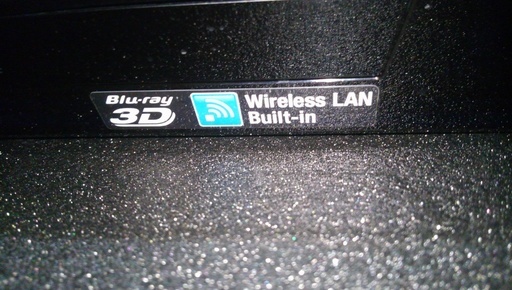 Blu-ray
3D
Wireless LAN
Built-in